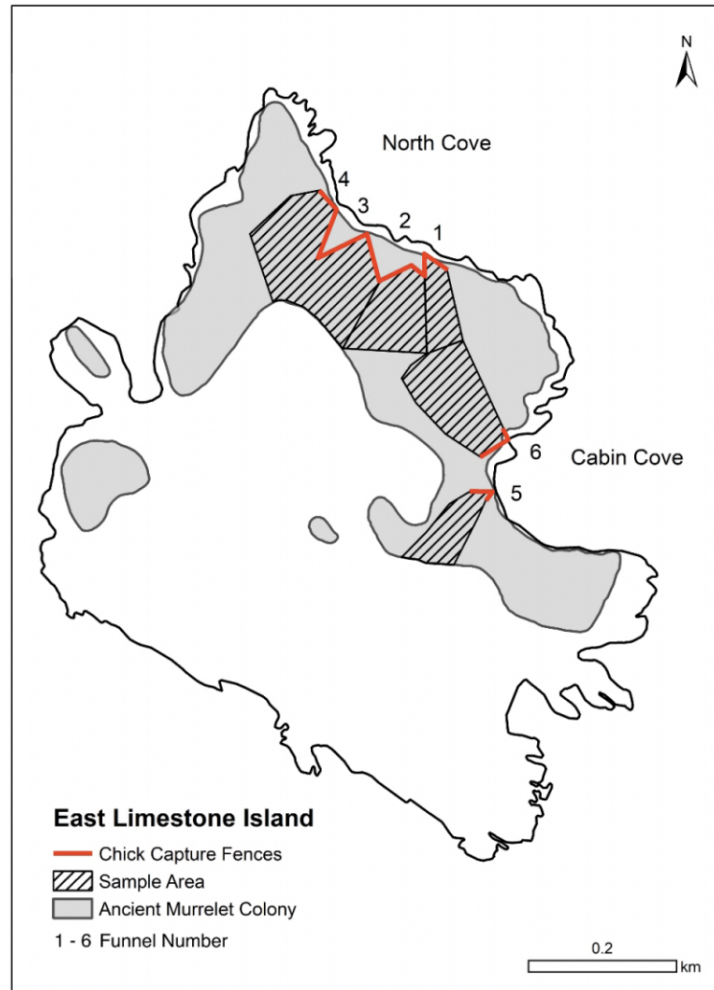 N
North Cove
4
3
2
1
6
Cabin Cove
5
East Limestone Island
Chick Capture Fences
Sample Area
Ancient Murrelet Colony
1 - 6 Funnel Number
0.2
km